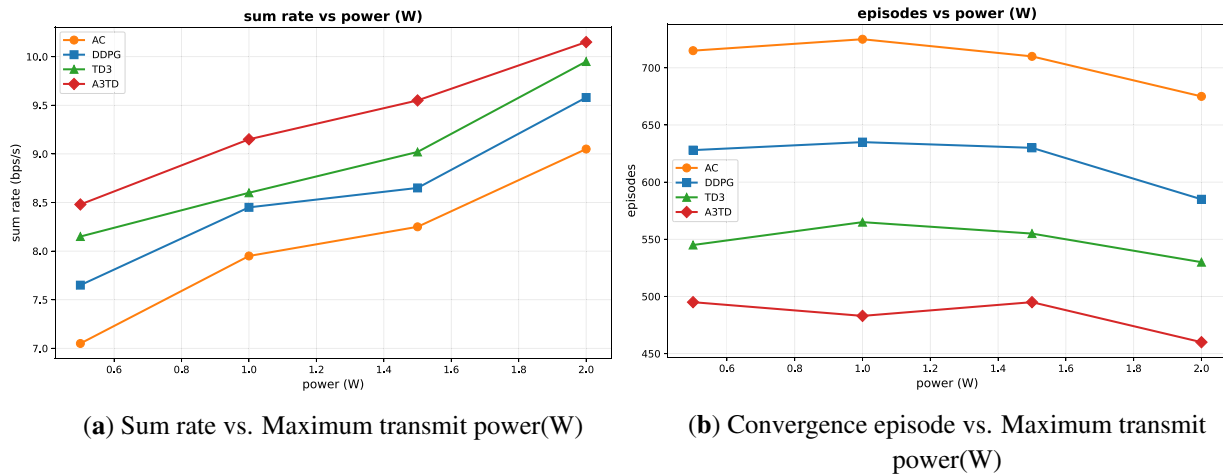 sum rate vs power (W)
AC
DDPG
TD3
A3TD
10.0
9.5
9.0
8.5
8.0
7.5
7.0
sum rate (bps/s)
0.6
0.8
1.0
1.2
1.4
1.6
1.8
2.0
power (W)
(a) Sum rate vs. Maximum transmit power(W)
episodes vs power (W)
700
650
600
550
500
450
episodes
AC
DDPG
TD3
A3TD
0.6
0.8
1.0
1.2
1.4
1.6
1.8
2.0
power (W)
(b) Convergence episode vs. Maximum transmit
power(W)